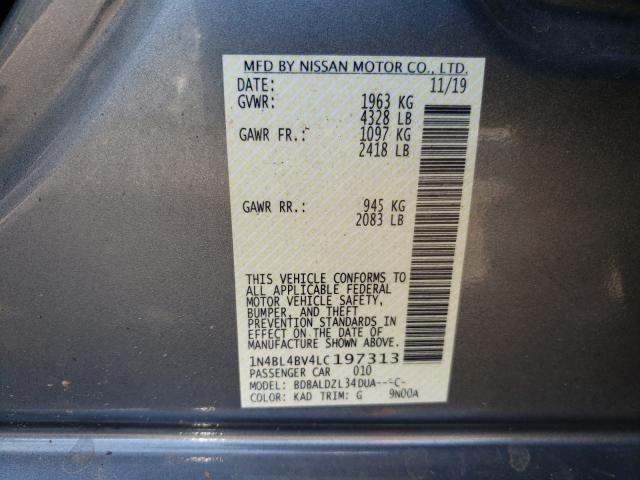 MFD BY NISSAN MOTOR CO., LTD.
DATE: 11/19
GVWR: 1963 KG
4328 LB
GAWR FR.: 1097 KG
2418 LB
GAWR RR.: 945 KG
2083 LB
THIS VEHICLE CONFORMS TO
ALL APPLICABLE FEDERAL
MOTOR VEHICLE SAFETY,
BUMPER, AND THEFT
PREVENTION STANDARDS IN
EFFECT ON THE DATE OF
MANUFACTURE SHOWN ABOVE.
1N4BL4BV4LC197313
PASSENGER CAR 010
MODEL: BDBALDZL34DUA---C-
COLOR: KAD TRIM: G 9N00A